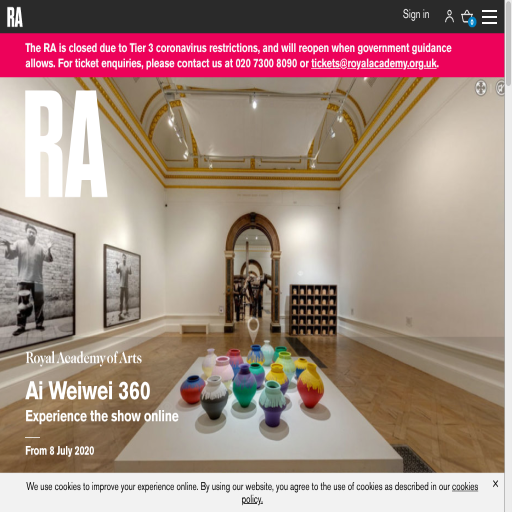 RA
Sign in
0
The RA is closed due to Tier 3 coronavirus restrictions, and will reopen when government guidance
allows. For ticket enquiries, please contact us at 020 7300 8090 or tickets@royalacademy.org.uk.
RA
Royal Academy of Arts
Ai Weiwei 360
Experience the show online
From 8 July 2020
We use cookies to improve your experience online. By using our website, you agree to the use of cookies as described in our cookies
policy.
X